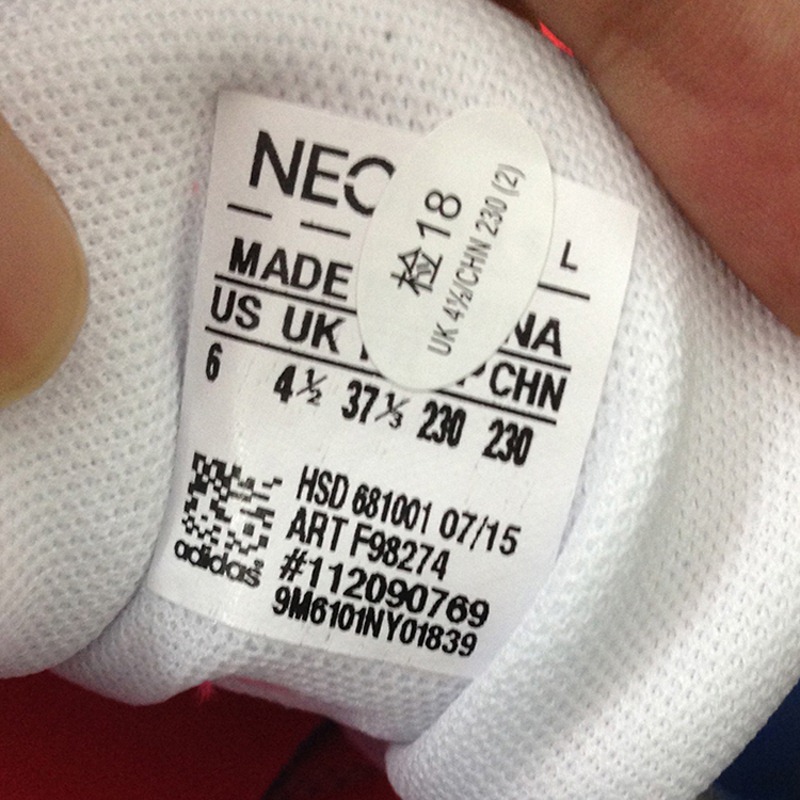 NEO
L
MADE NA
US UK CHN
6 4½ 37⅓ 230 230
检18
UK 4½/CHN 230 (2)
HSD 681001 07/15
ART F98274
#112090769
adidas
9M6101NY01839